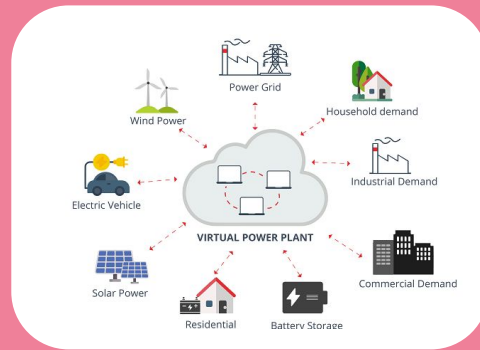 Power Grid
Wind Power
Household demand
Industrial Demand
Electric Vehicle
VIRTUAL POWER PLANT
Commercial Demand
Solar Power
Residential
Battery Storage